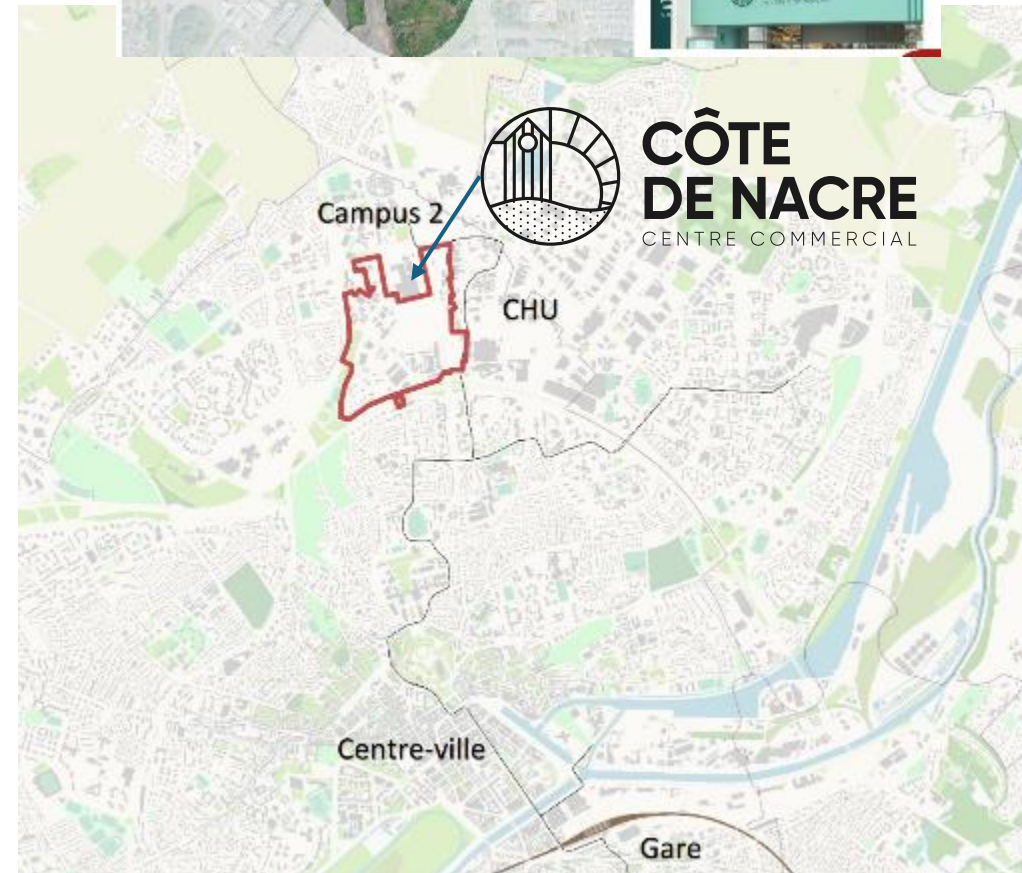 CÔTE
DE NACRE
CENTRE COMMERCIAL
Campus 2
CHU
Centre-ville
Gare